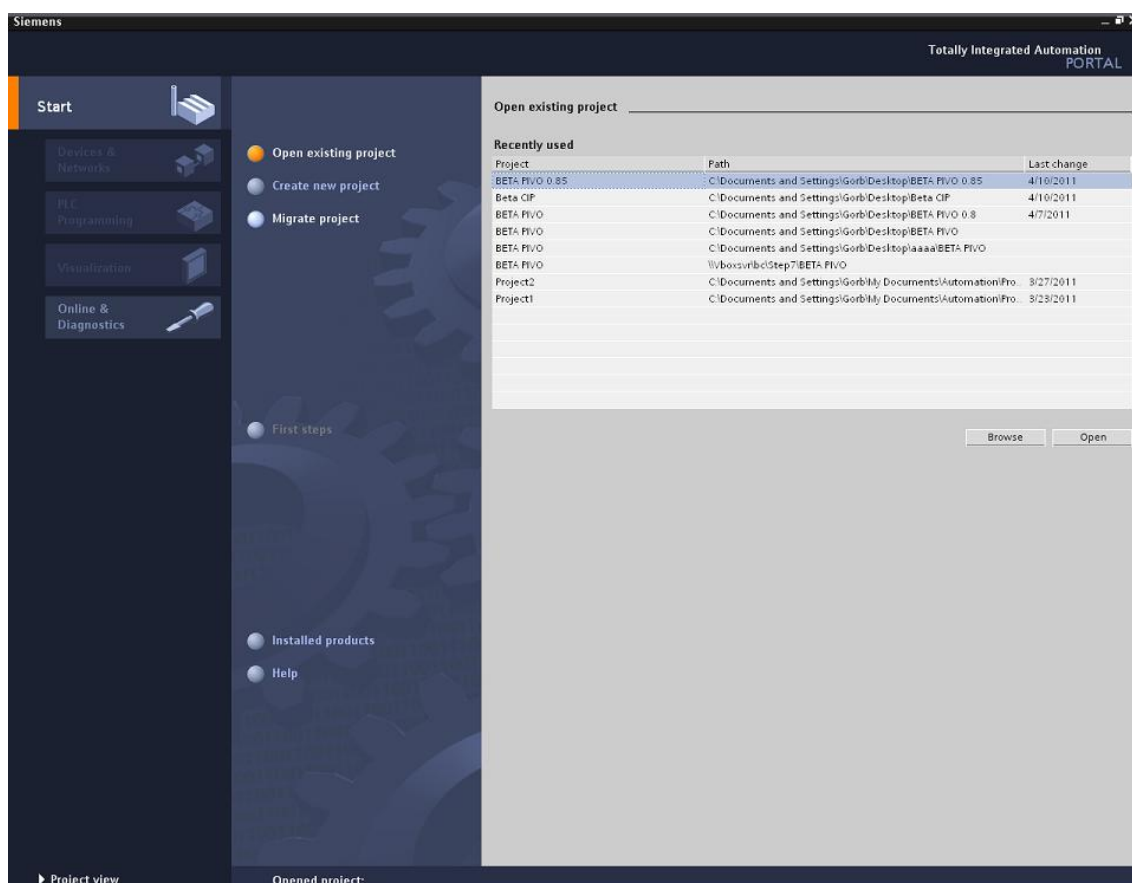 Siemens
Totally Integrated Automation
PORTAL
Start
Devices &
Networks
PLC
Programming
Visualization
Online &
Diagnostics
Open existing project
Create new project
Migrate project
First steps
Installed products
Help
Open existing project
Recently used
Project Path Last change
BETA PIVO 0.85 C:\Documents and Settings\Gorb\Desktop\BETA PIVO 0.85 4/10/2011
Beta CIP C:\Documents and Settings\Gorb\Desktop\Beta CIP 4/10/2011
BETA PIVO C:\Documents and Settings\Gorb\Desktop\BETA PIVO 0.8 4/7/2011
BETA PIVO C:\Documents and Settings\Gorb\Desktop\BETA PIVO
BETA PIVO C:\Documents and Settings\Gorb\Desktop\aaaa\BETA PIVO
BETA PIVO \\Vboxsvr\bc\Step7\BETA PIVO
Project2 C:\Documents and Settings\Gorb\My Documents\Automation\Pro... 3/27/2011
Project1 C:\Documents and Settings\Gorb\My Documents\Automation\Pro... 3/23/2011
Browse Open
Project view
Opened project: